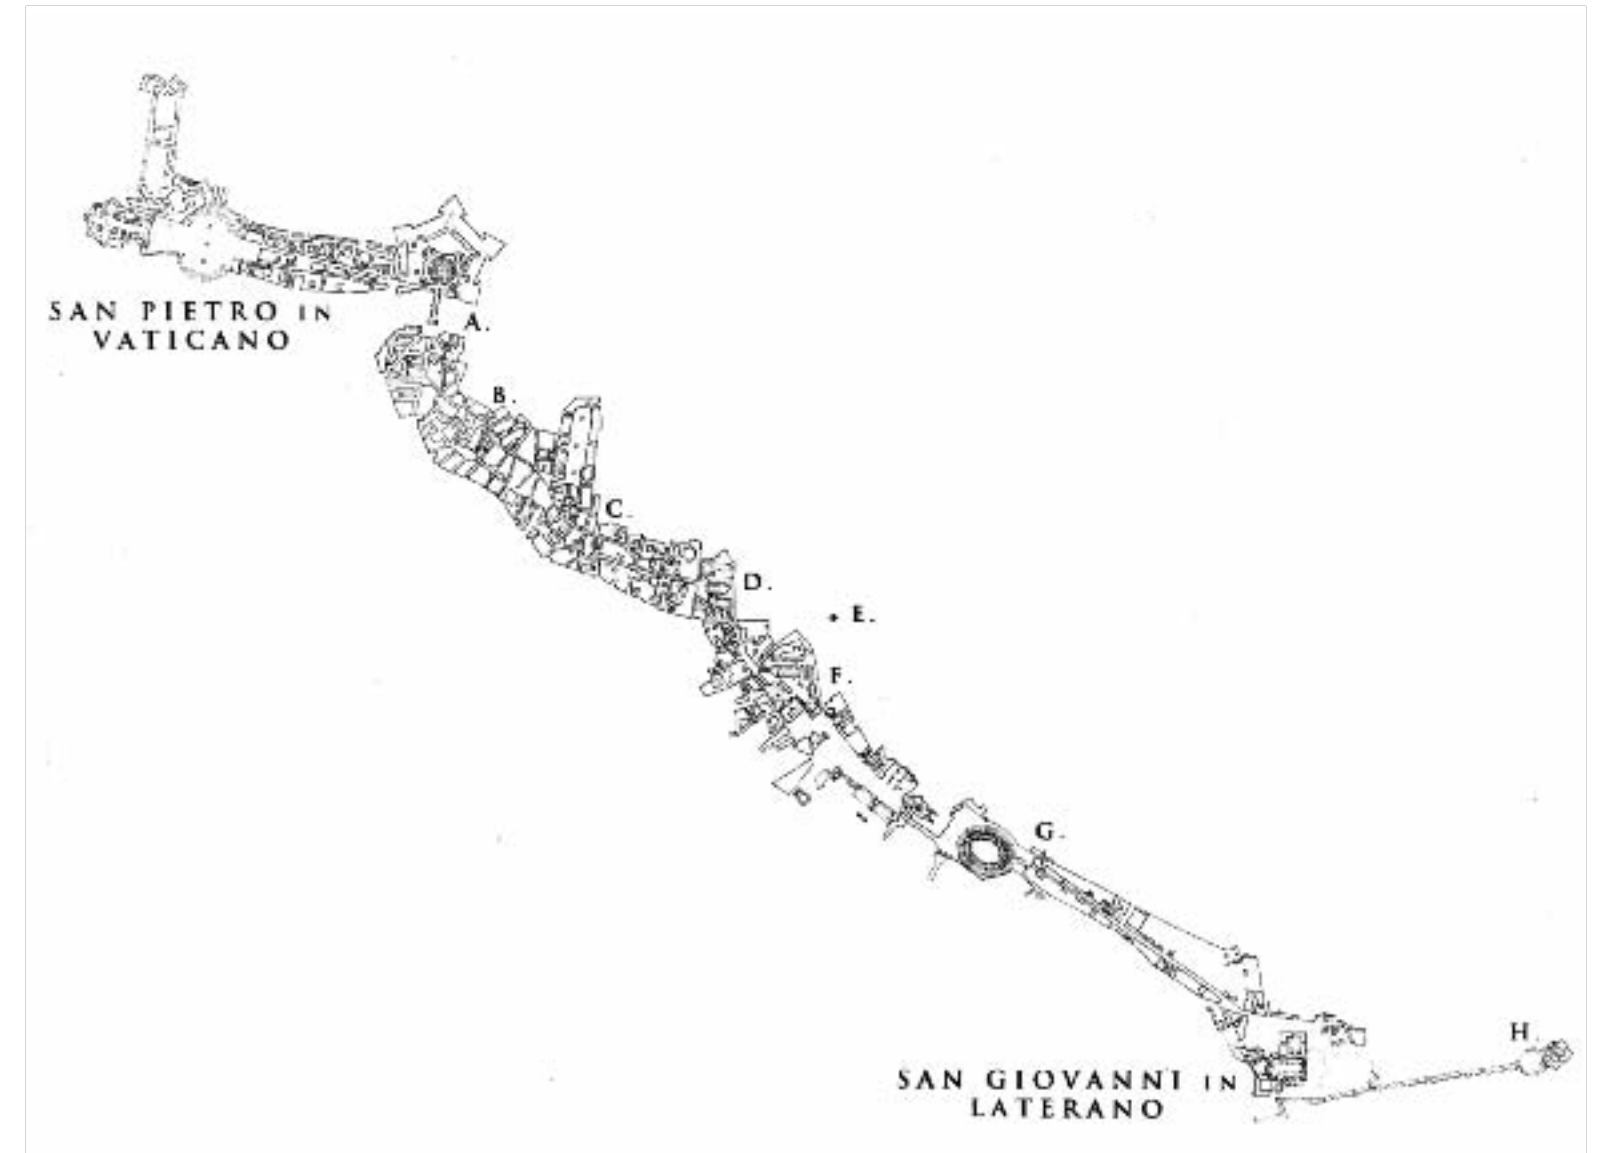 SAN PIETRO IN
VATICANO
A.
B.
C.
D.
E.
F.
G.
H.
SAN GIOVANNI IN
LATERANO